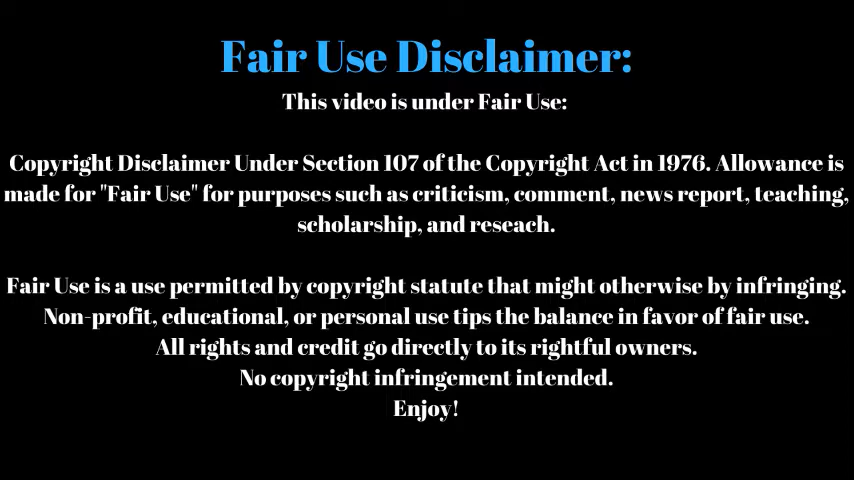 Fair Use Disclaimer:
This video is under Fair Use:
Copyright Disclaimer Under Section 107 of the Copyright Act in 1976. Allowance is
made for "Fair Use" for purposes such as criticism, comment, news report, teaching,
scholarship, and reseach.
Fair Use is a use permitted by copyright statute that might otherwise by infringing.
Non-profit, educational, or personal use tips the balance in favor of fair use.
All rights and credit go directly to its rightful owners.
No copyright infringement intended.
Enjoy!